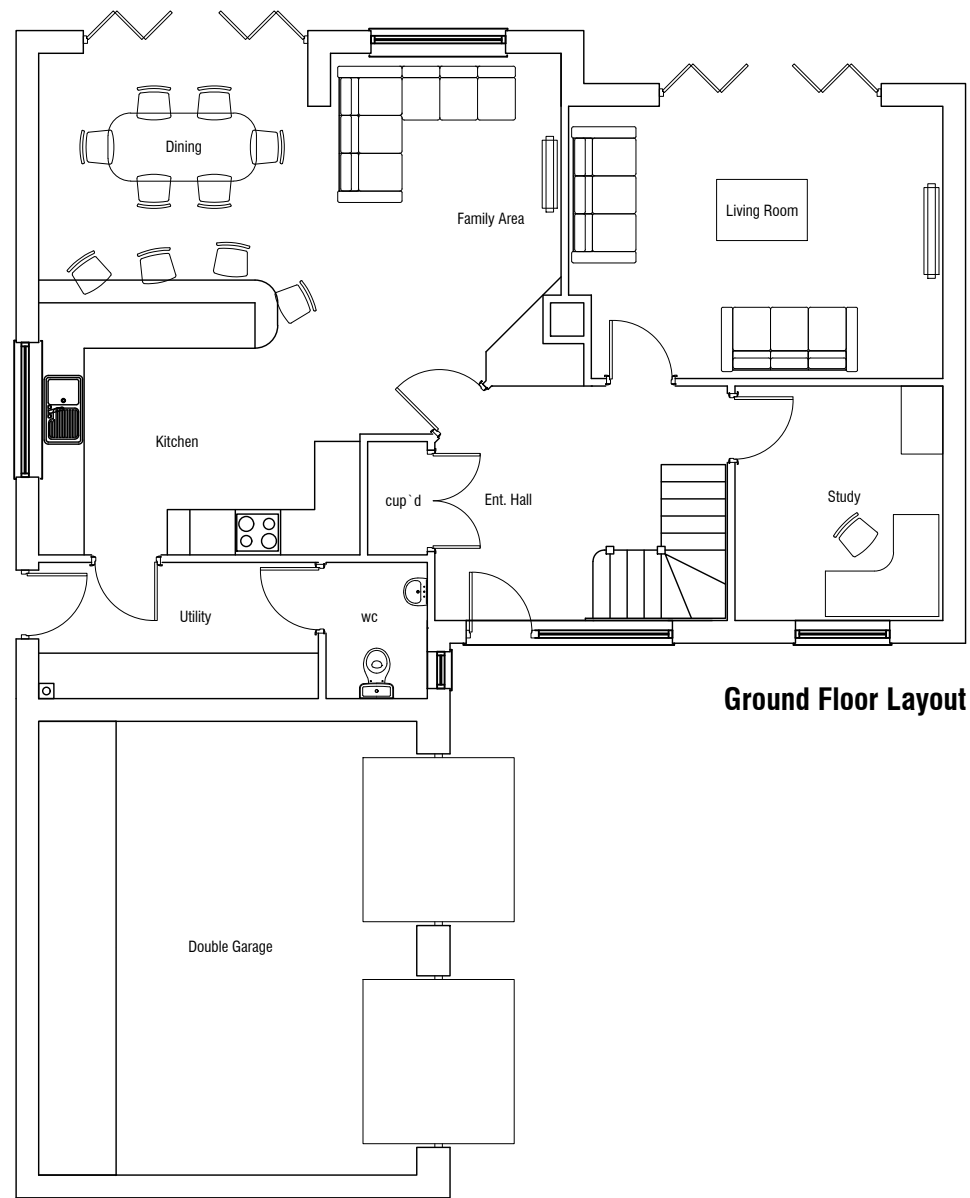 Dining
Family Area
Living Room
Kitchen
cup`d
Ent. Hall
Study
Utility
wc
Ground Floor Layout
Double Garage